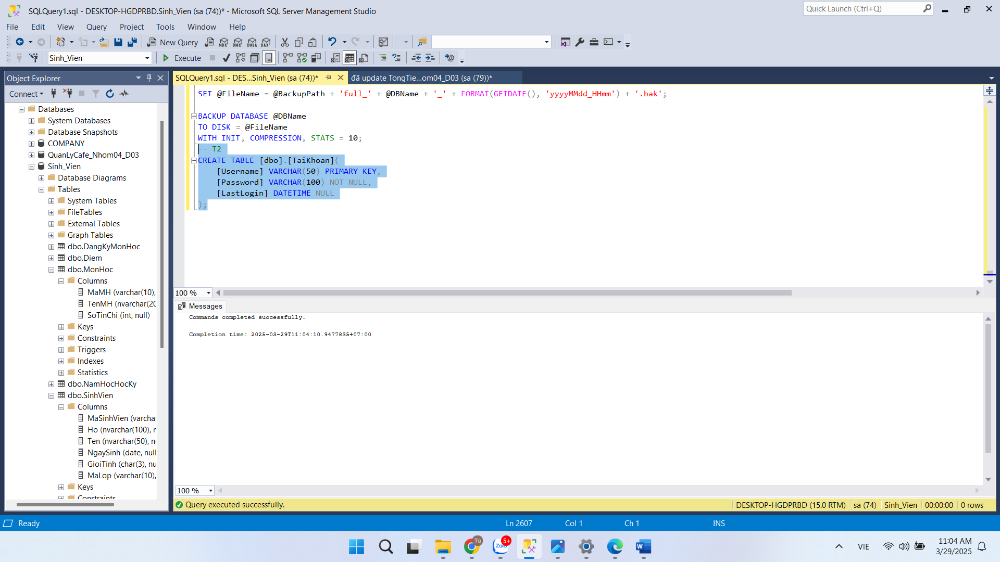 SQLQuery1.sql - DESKTOP-HGDPRBD.Sinh_Vien (sa (74))* - Microsoft SQL Server Management Studio
Quick Launch (Ctrl+Q)
File Edit View Query Project Tools Window Help
New Query MDX DMX XMLA DAX
Sinh_Vien Execute
Object Explorer
SQLQuery1.sql - DES...Sinh_Vien (sa (74))* đã update TongTie...om04_D03 (sa (79))*
Connect
Databases
System Databases
Database Snapshots
COMPANY
QuanLyCafe_Nhom04_D03
Sinh_Vien
Database Diagrams
Tables
System Tables
FileTables
External Tables
Graph Tables
dbo.DangKyMonHoc
dbo.Diem
dbo.MonHoc
Columns
MaMH (varchar(10),
TenMH (nvarchar(20
SoTinChi (int, null)
Keys
Constraints
Triggers
Indexes
Statistics
dbo.NamHocHocKy
dbo.SinhVien
Columns
MaSinhVien (varcha
Ho (nvarchar(100), n
Ten (nvarchar(50), nu
NgaySinh (date, null
GioiTinh (char(3), nu
MaLop (varchar(10),
Keys
Constraints
SET @FileName = @BackupPath + 'full_' + @DBName + '_' + FORMAT(GETDATE(), 'yyyyMMdd_HHmm') + '.bak';
BACKUP DATABASE @DBName
TO DISK = @FileName
WITH INIT, COMPRESSION, STATS = 10;
-- T2
CREATE TABLE [dbo].[TaiKhoan](
[Username] VARCHAR(50) PRIMARY KEY,
[Password] VARCHAR(100) NOT NULL,
[LastLogin] DATETIME NULL
);
100 %
Messages
Commands completed successfully.
Completion time: 2025-03-29T11:04:10.9477835+07:00
100 %
Query executed successfully. DESKTOP-HGDPRBD (15.0 RTM) sa (74) Sinh_Vien 00:00:00 0 rows
Ready Ln 2607 Col 1 Ch 1 INS
Tú
Zalo 5+
W
VIE
11:04 AM
3/29/2025